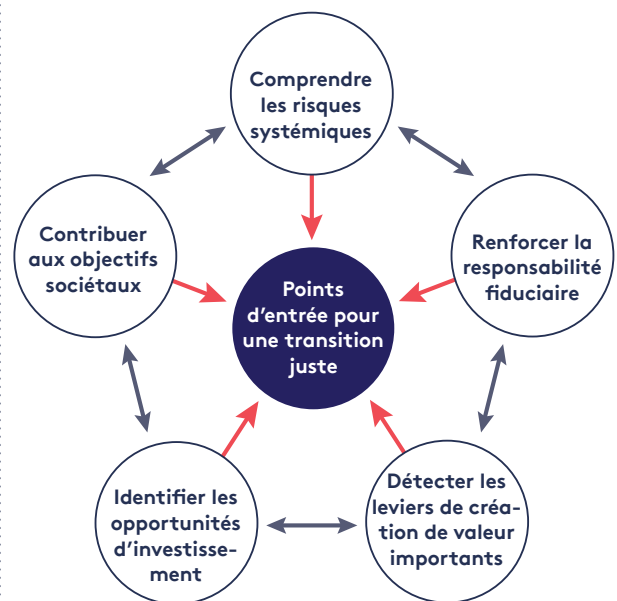 Comprendre
les risques
systémiques
Contribuer
aux objectifs
sociétaux
Renforcer la
responsabilité
fiduciaire
Points
d'entrée pour
une transition
juste
Identifier les
opportunités
d'investisse-
ment
Détecter les
leviers de créa-
tion de valeur
importants